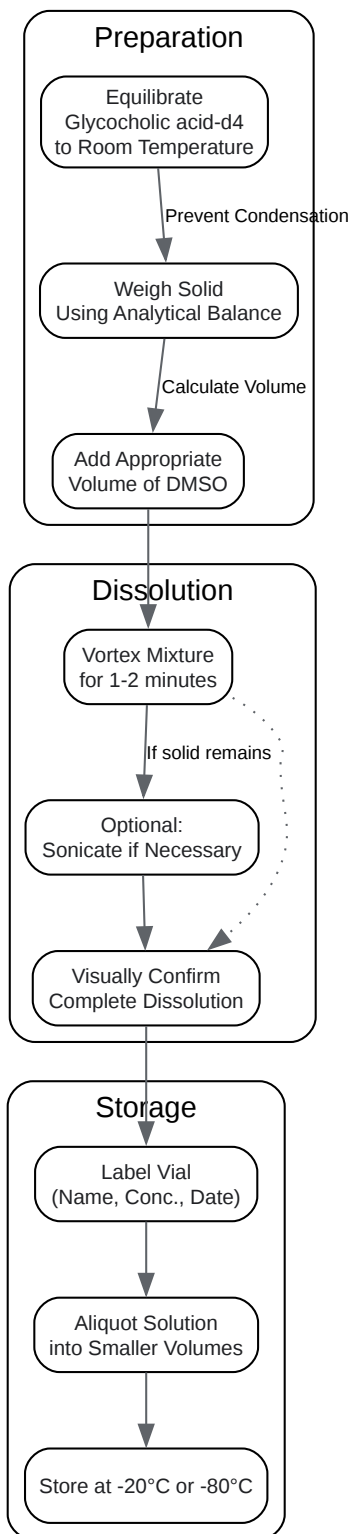 Preparation
Equilibrate
Glycocholic acid-d4
to Room Temperature
Prevent Condensation
Weigh Solid
Using Analytical Balance
Calculate Volume
Add Appropriate
Volume of DMSO
Dissolution
Vortex Mixture
for 1-2 minutes
If solid remains
Optional:
Sonicate if Necessary
Visually Confirm
Complete Dissolution
Storage
Label Vial
(Name, Conc., Date)
Aliquot Solution
into Smaller Volumes
Store at -20°C or -80°C